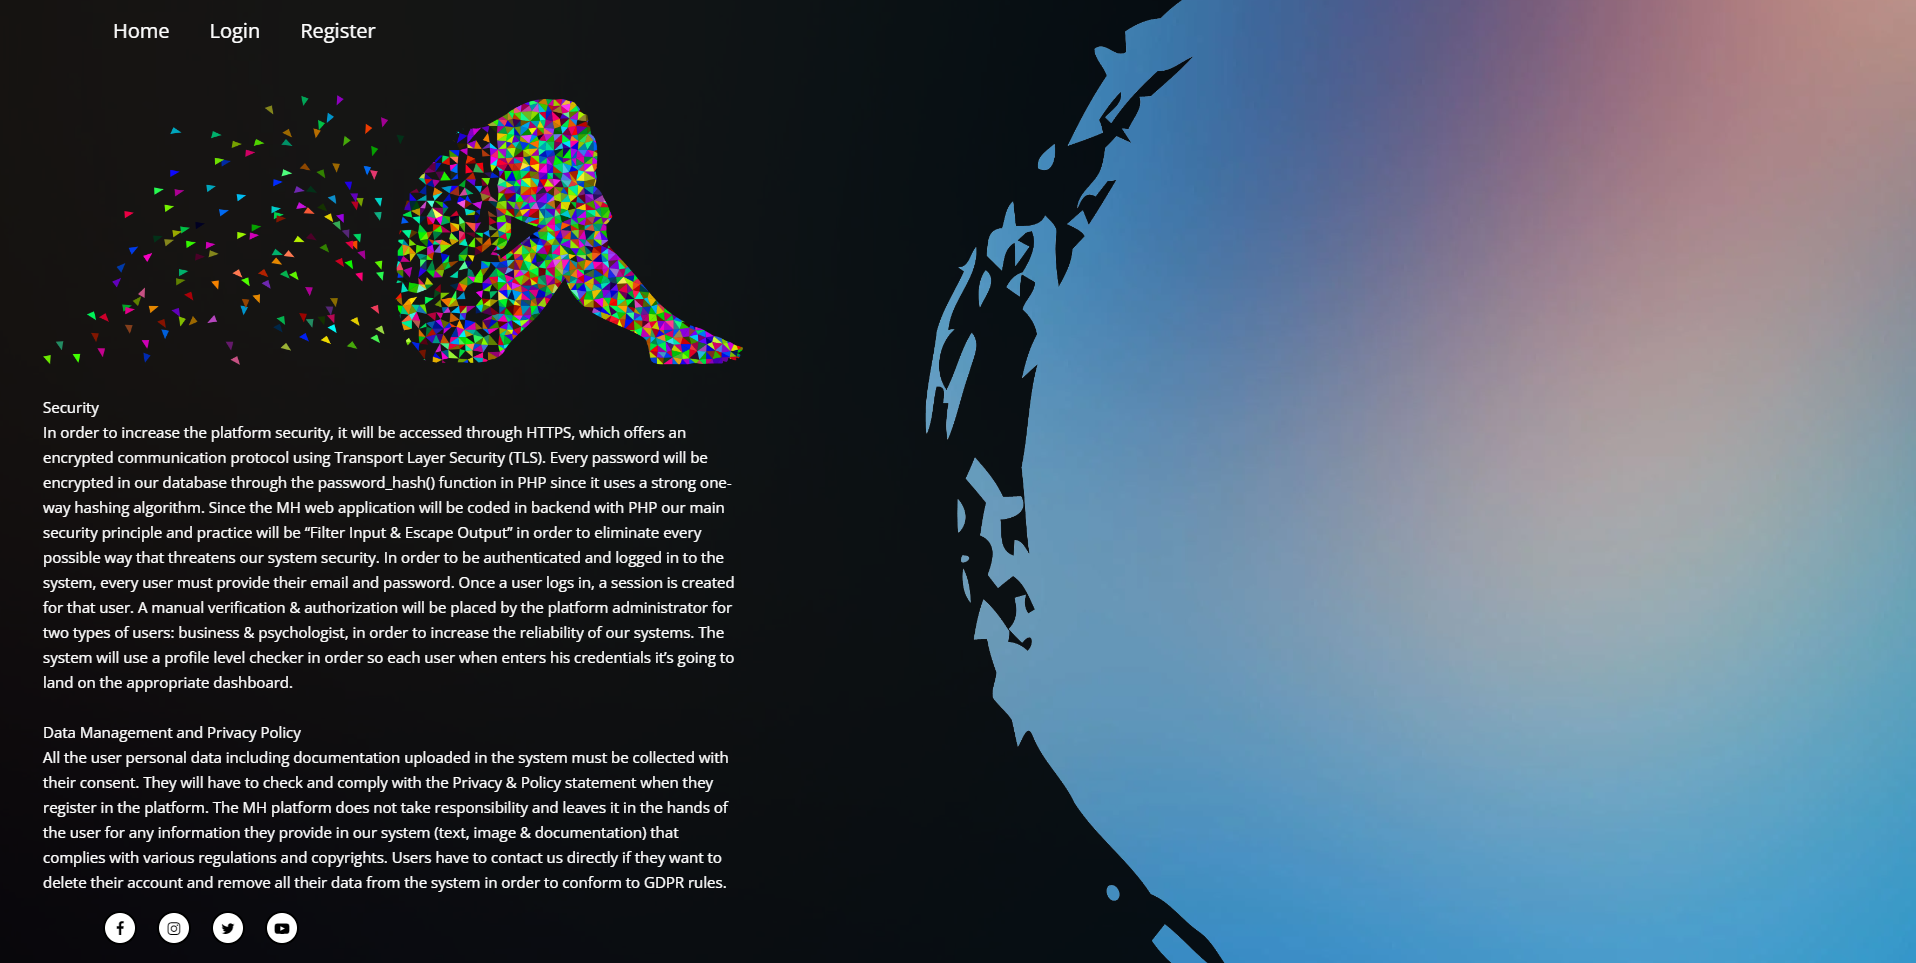 Home Login Register
Security
In order to increase the platform security, it will be accessed through HTTPS, which offers an
encrypted communication protocol using Transport Layer Security (TLS). Every password will be
encrypted in our database through the password_hash() function in PHP since it uses a strong one-
way hashing algorithm. Since the MH web application will be coded in backend with PHP our main
security principle and practice will be “Filter Input & Escape Output” in order to eliminate every
possible way that threatens our system security. In order to be authenticated and logged in to the
system, every user must provide their email and password. Once a user logs in, a session is created
for that user. A manual verification & authorization will be placed by the platform administrator for
two types of users: business & psychologist, in order to increase the reliability of our systems. The
system will use a profile level checker in order so each user when enters his credentials it’s going to
land on the appropriate dashboard.
Data Management and Privacy Policy
All the user personal data including documentation uploaded in the system must be collected with
their consent. They will have to check and comply with the Privacy & Policy statement when they
register in the platform. The MH platform does not take responsibility and leaves it in the hands of
the user for any information they provide in our system (text, image & documentation) that
complies with various regulations and copyrights. Users have to contact us directly if they want to
delete their account and remove all their data from the system in order to conform to GDPR rules.